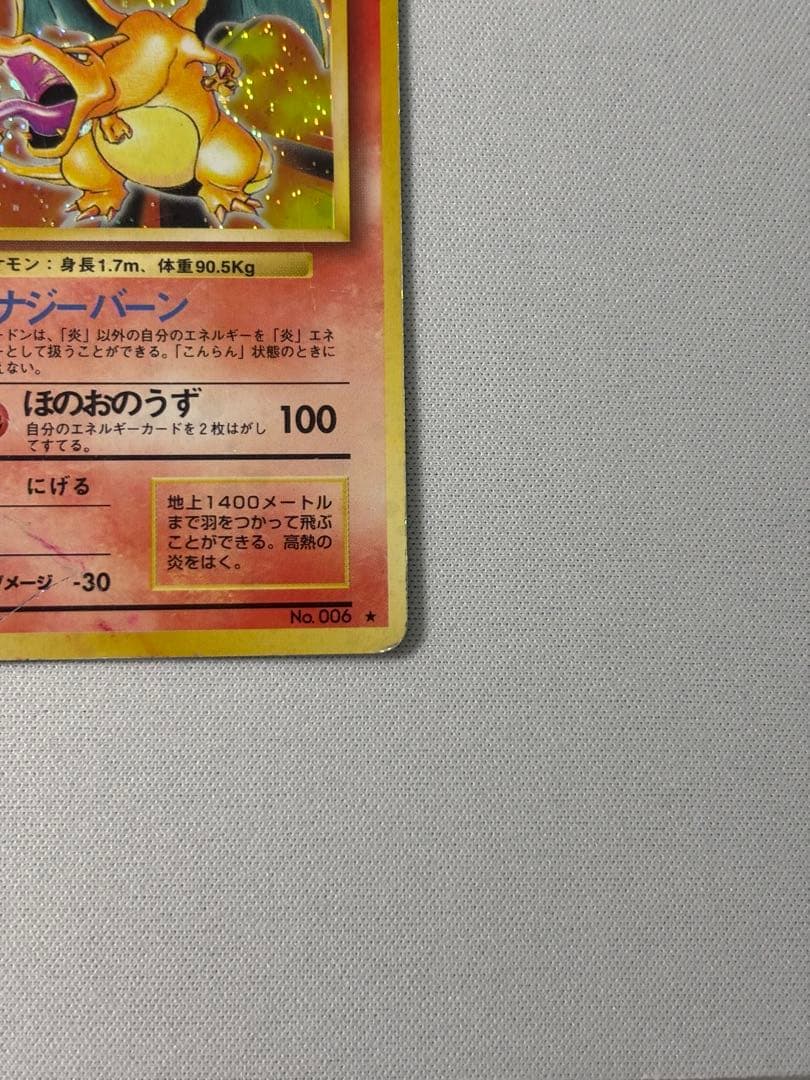 ケモン：身長1.7m、体重90.5Kg
ナジーバーン
ードンは、「炎」以外の自分のエネルギーを「炎」エネ
ーとして扱うことができる。「こんらん」状態のときに
えない。
ほのおのうず
自分のエネルギーカードを２枚はがし
てすてる。
100
にげる
地上1400メートル
まで羽をつかって飛ぶ
ことができる。高熱の
炎をはく。
メージ -30
No. 006 ★